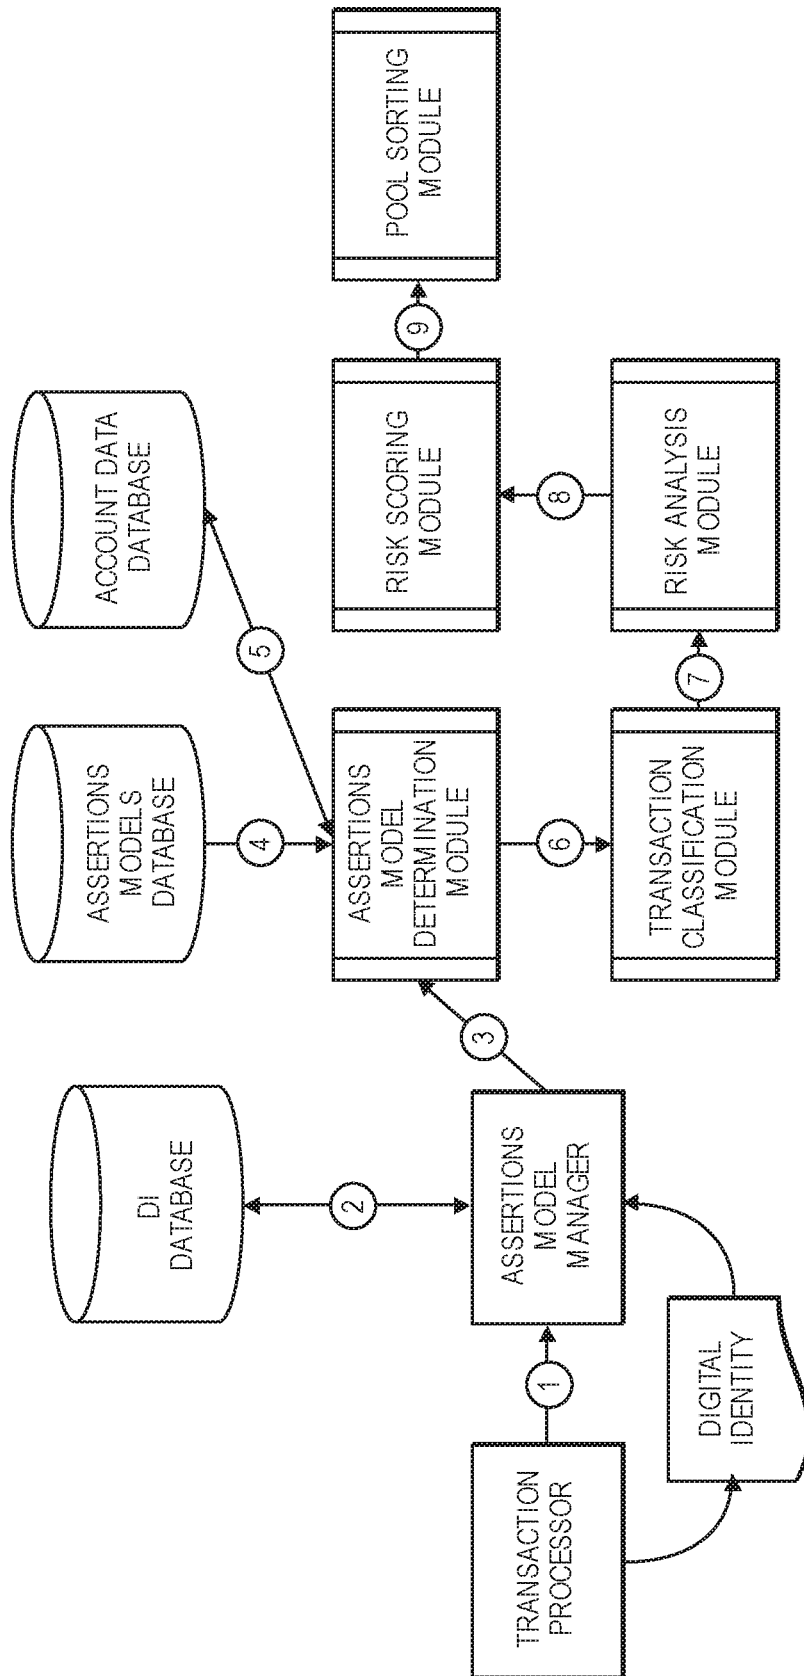 DI
DATABASE
ASSERTIONS
MODELS
DATABASE
ACCOUNT DATA
DATABASE
2
4
5
ASSERTIONS
MODEL
DETERMINATION
MODULE
RISK SCORING
MODULE
9
POOL SORTING
MODULE
TRANSACTION
PROCESSOR
1
ASSERTIONS
MODEL
MANAGER
3
6
8
DIGITAL
IDENTITY
TRANSACTION
CLASSIFICATION
MODULE
7
RISK ANALYSIS
MODULE